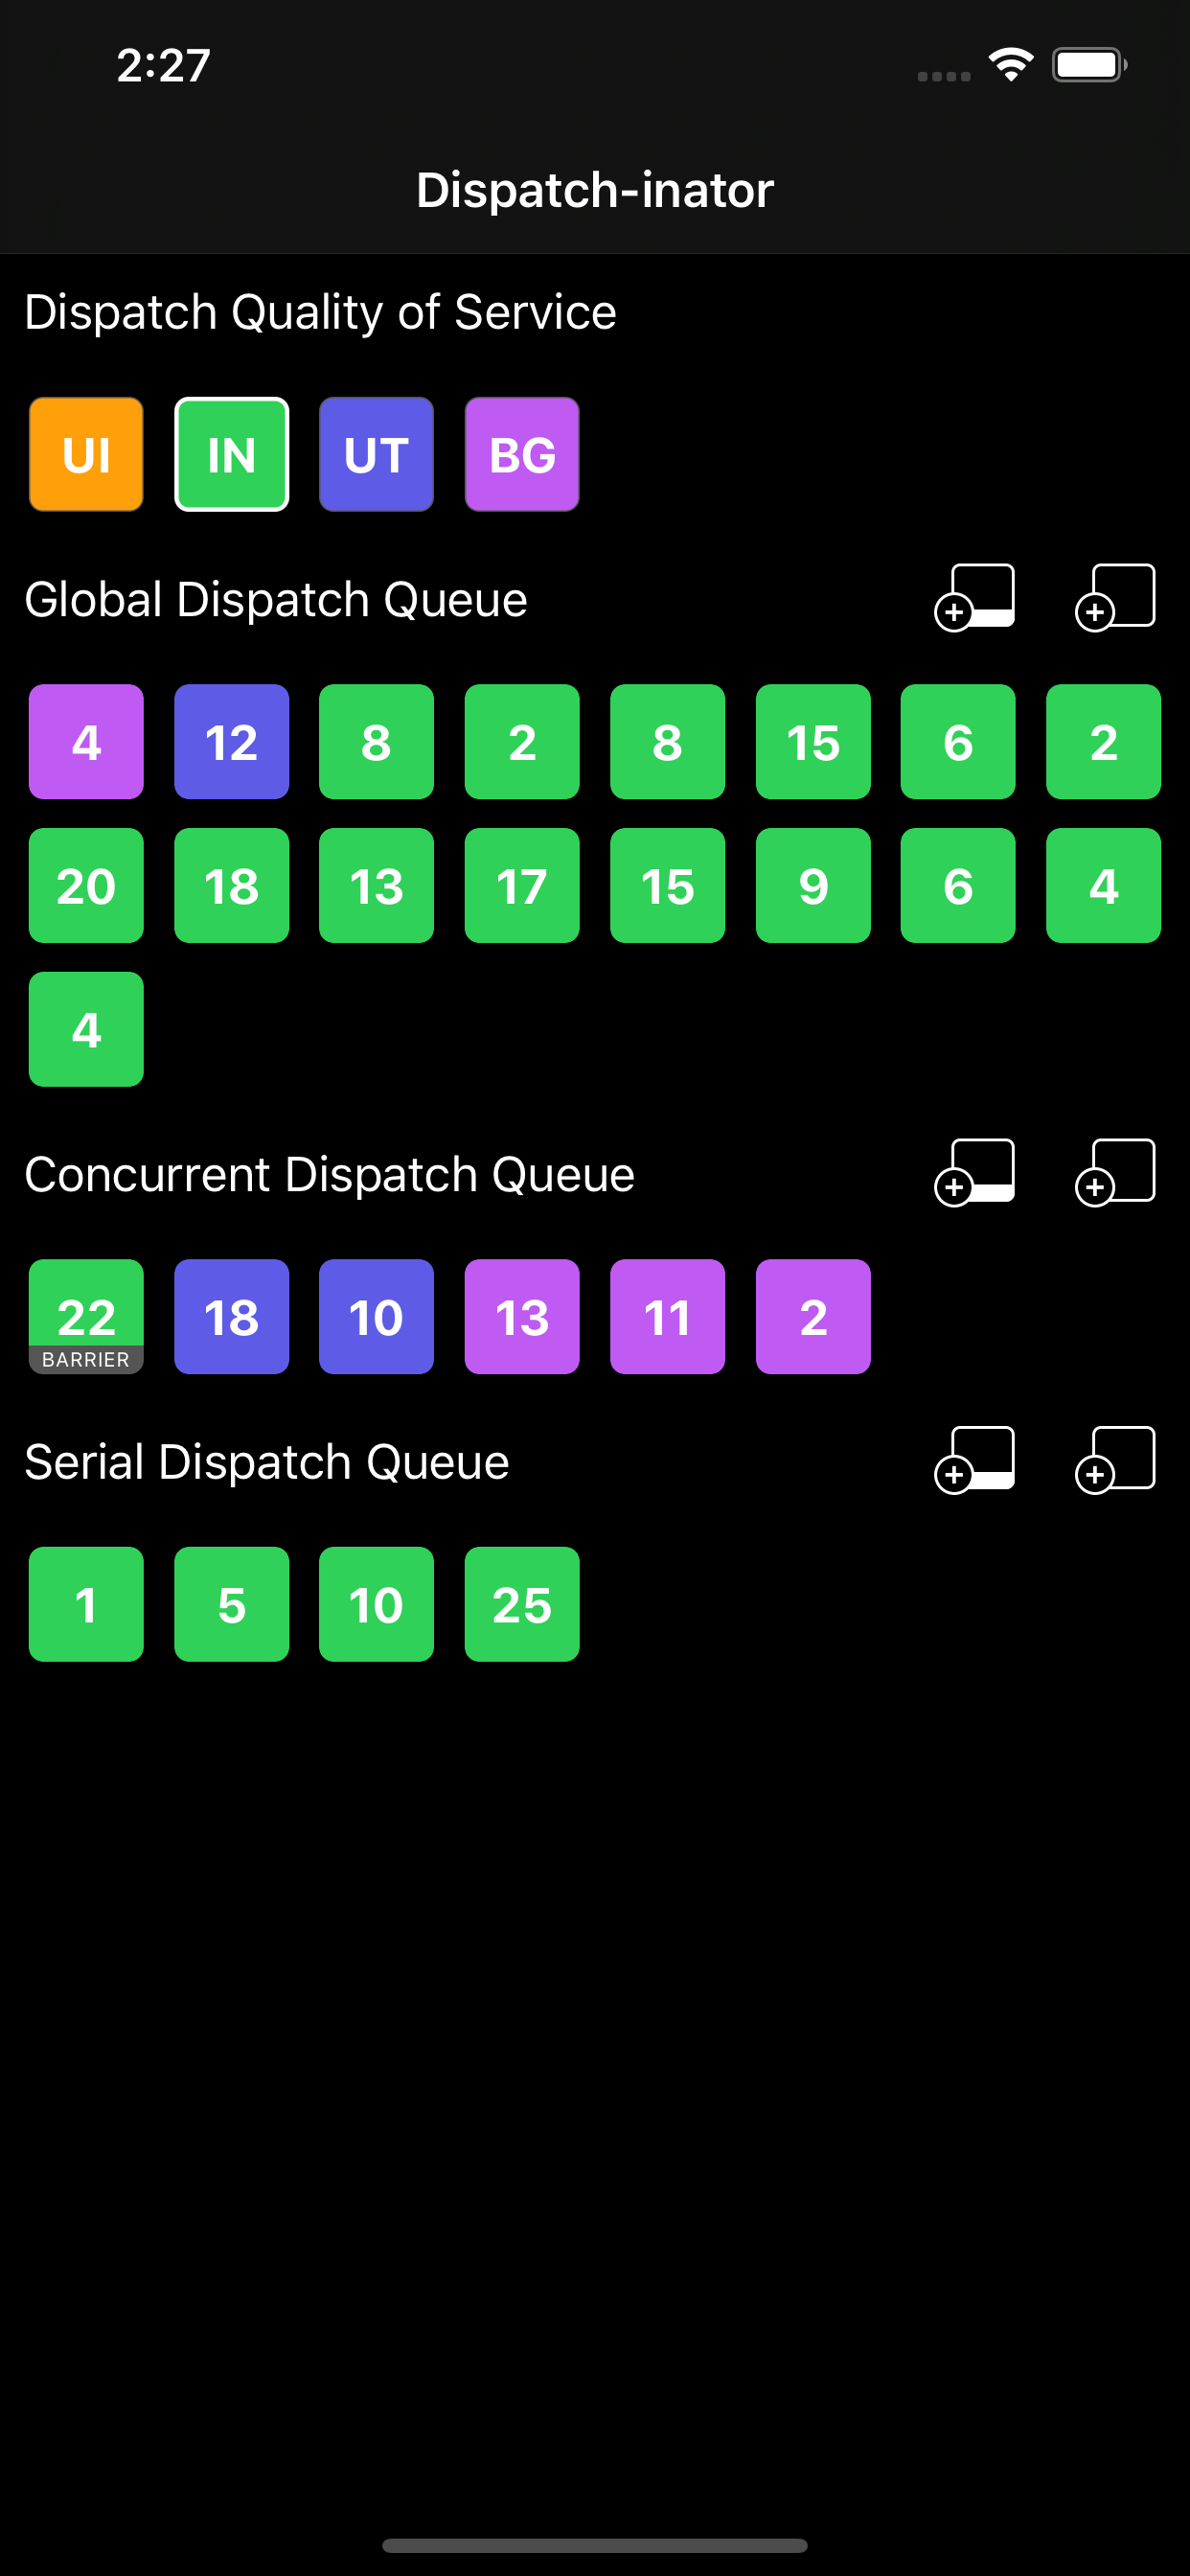 2:27
Dispatch-inator
Dispatch Quality of Service
UI IN UT BG
Global Dispatch Queue
4 12 8 2 8 15 6 2
20 18 13 17 15 9 6 4
4
Concurrent Dispatch Queue
22 18 10 13 11 2
BARRIER
Serial Dispatch Queue
1 5 10 25